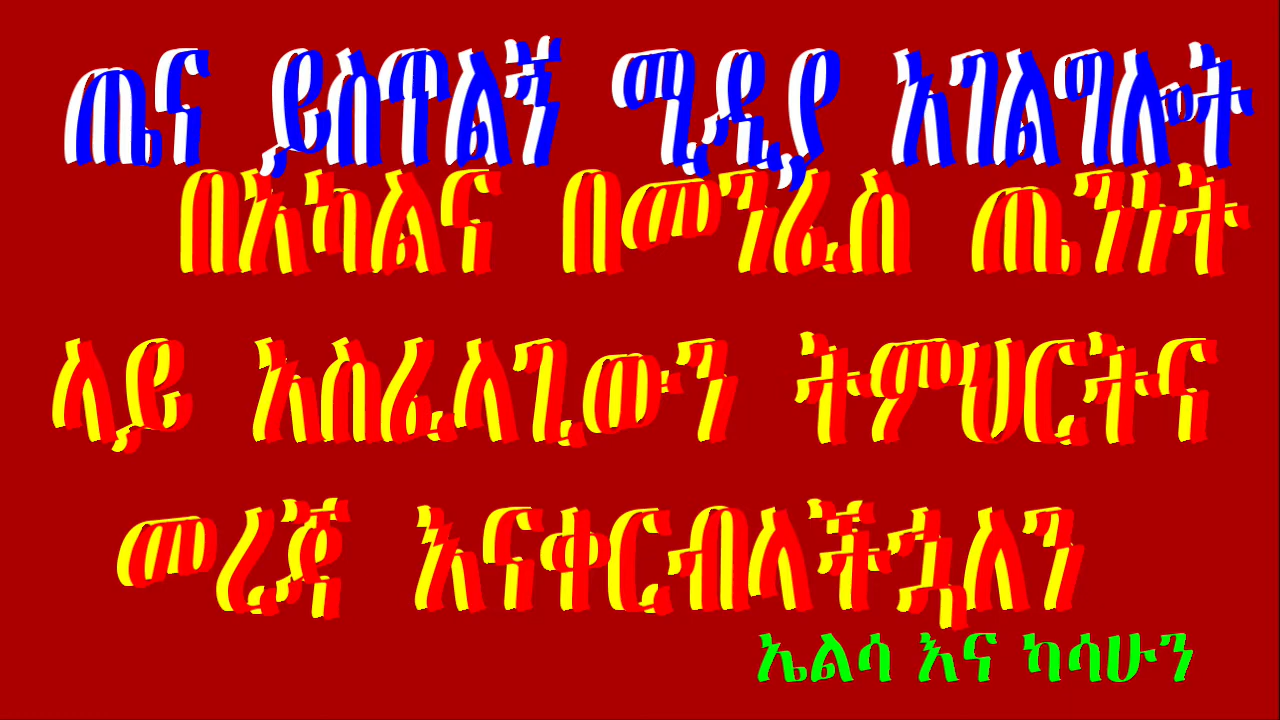 ጤና ይስጥልኝ ሚዲያ አገልግሎት
በአካልና በመንፈስ ጤንነት
ላይ አስፈላጊውን ትምህርትና
መረጃ እናቀርብላችኋለን
ኤልሳ እና ካሳሁን